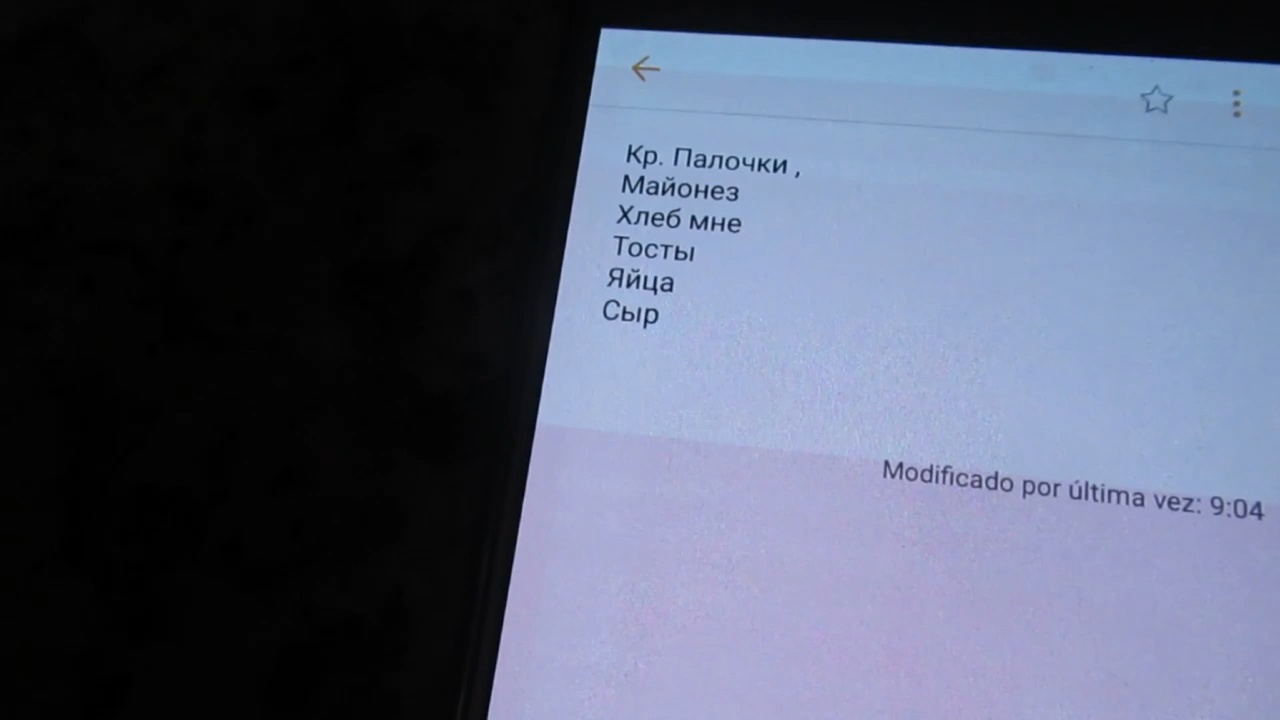 Кр. Палочки ,
Майонез
Хлеб мне
Тосты
Яйца
Сыр
Modificado por última vez: 9:04